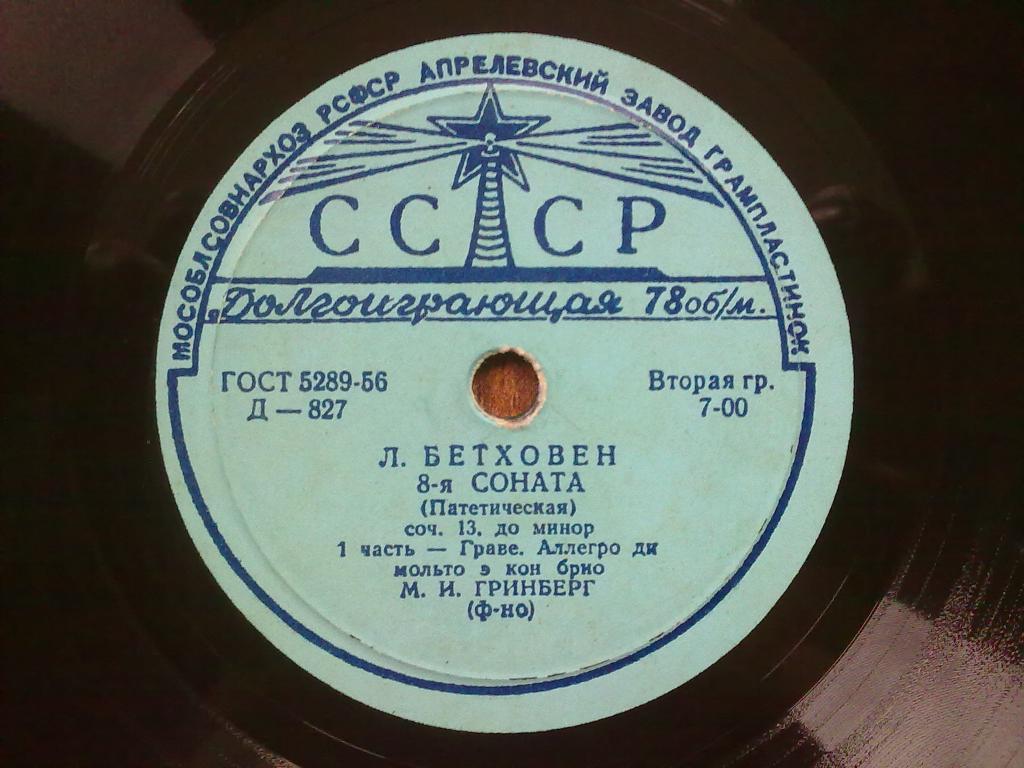 МОСОБЛСОВНАРХОЗ РСФСР АПРЕЛЕВСКИЙ ЗАВОД ГРАМПЛАСТИНОК
СССР
„Долгоиграющая 78об/м.
ГОСТ 5289-56
Д — 827
Вторая гр.
7-00
Л. БЕТХОВЕН
8-я СОНАТА
(Патетическая)
соч. 13, до минор
1 часть — Граве. Аллегро ди
мольто э кон брио
М. И. ГРИНБЕРГ
(ф-но)